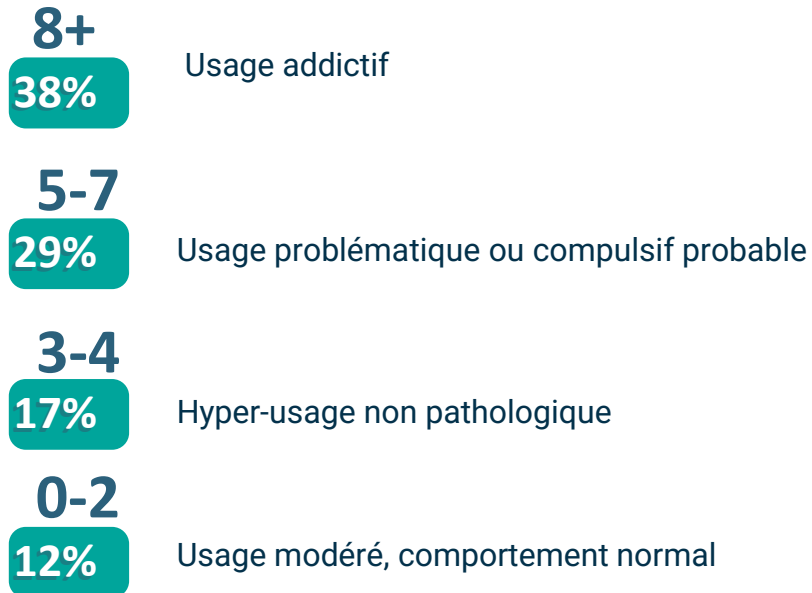 8+
38%
Usage addictif
5-7
29%
Usage problématique ou compulsif probable
3-4
17%
Hyper-usage non pathologique
0-2
12%
Usage modéré, comportement normal